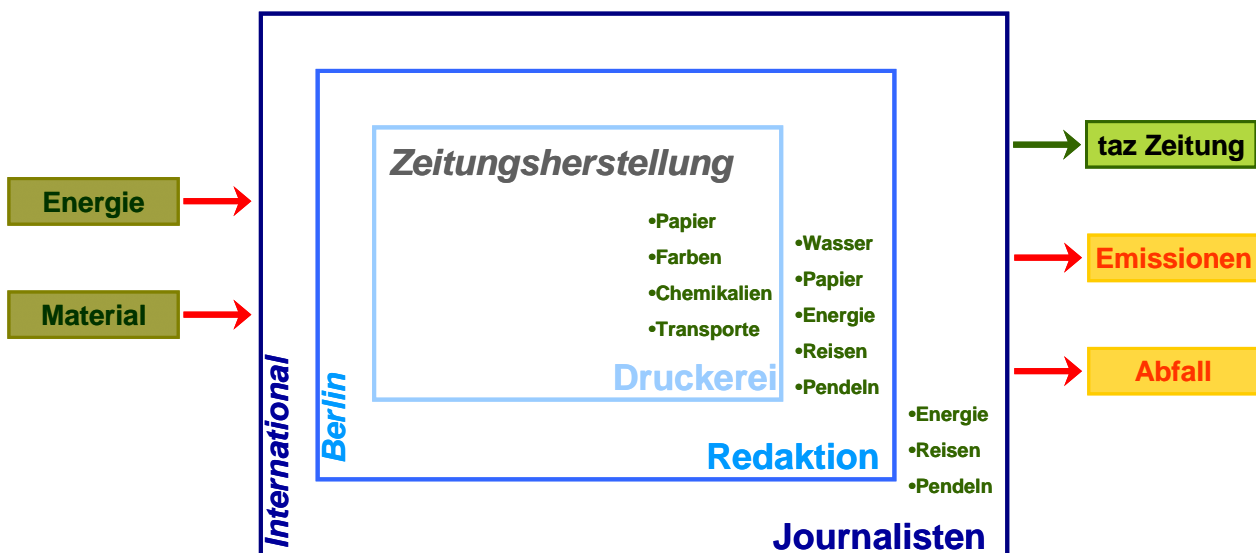 Energie
Material
International
Berlin
Zeitungsherstellung
•Papier
•Farben
•Chemikalien
•Transporte
Druckerei
•Wasser
•Papier
•Energie
•Reisen
•Pendeln
Redaktion
•Energie
•Reisen
•Pendeln
Journalisten
taz Zeitung
Emissionen
Abfall